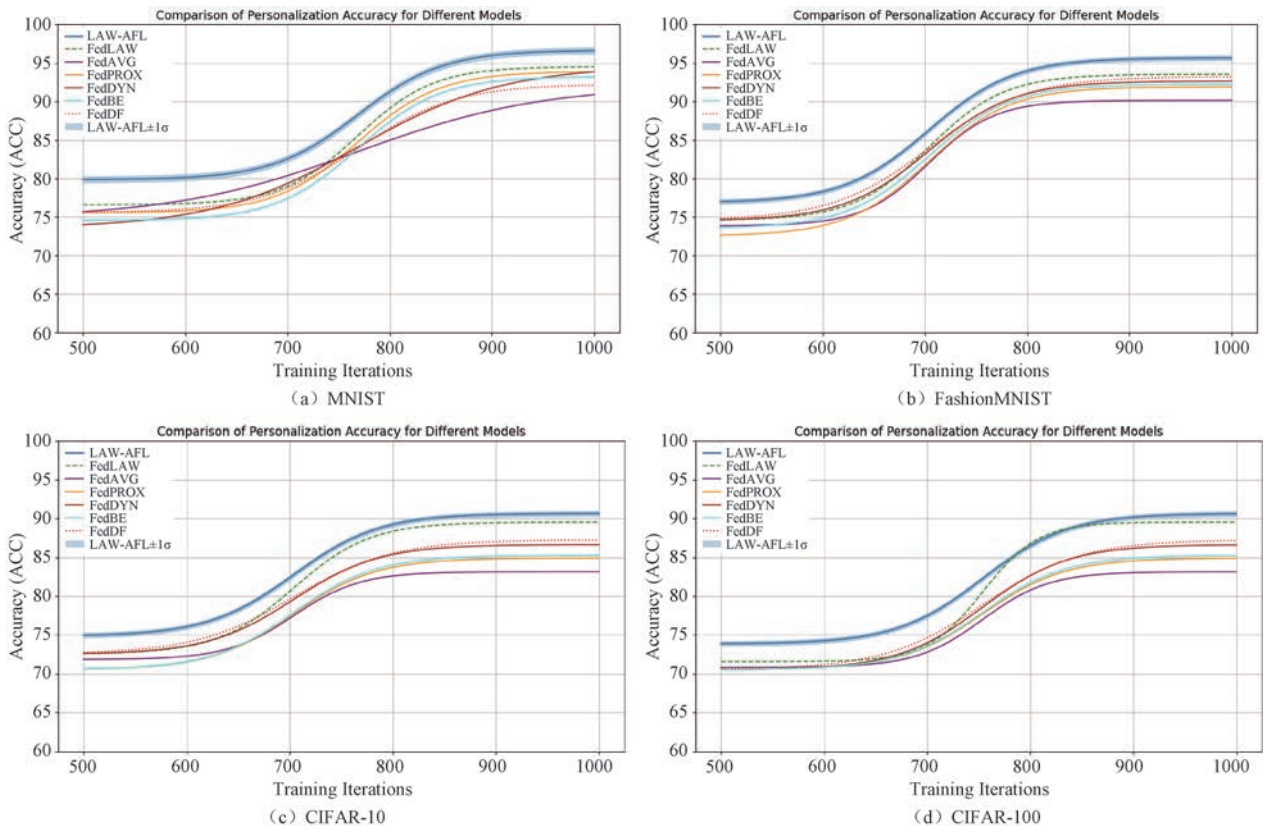 Comparison of Personalization Accuracy for Different Models
100
95
90
85
80
75
70
65
60
Accuracy (ACC)
LAW-AFL
FedLAW
FedAVG
FedPROX
FedDYN
FedBE
FedDF
LAW-AFL±1σ
500 600 700 800 900 1000
Training Iterations
（a）MNIST
Comparison of Personalization Accuracy for Different Models
100
95
90
85
80
75
70
65
60
Accuracy (ACC)
LAW-AFL
FedLAW
FedAVG
FedPROX
FedDYN
FedBE
FedDF
LAW-AFL±1σ
500 600 700 800 900 1000
Training Iterations
（b）FashionMNIST
Comparison of Personalization Accuracy for Different Models
100
95
90
85
80
75
70
65
60
Accuracy (ACC)
LAW-AFL
FedLAW
FedAVG
FedPROX
FedDYN
FedBE
FedDF
LAW-AFL±1σ
500 600 700 800 900 1000
Training Iterations
（c）CIFAR-10
Comparison of Personalization Accuracy for Different Models
100
95
90
85
80
75
70
65
60
Accuracy (ACC)
LAW-AFL
FedLAW
FedAVG
FedPROX
FedDYN
FedBE
FedDF
LAW-AFL±1σ
500 600 700 800 900 1000
Training Iterations
（d）CIFAR-100